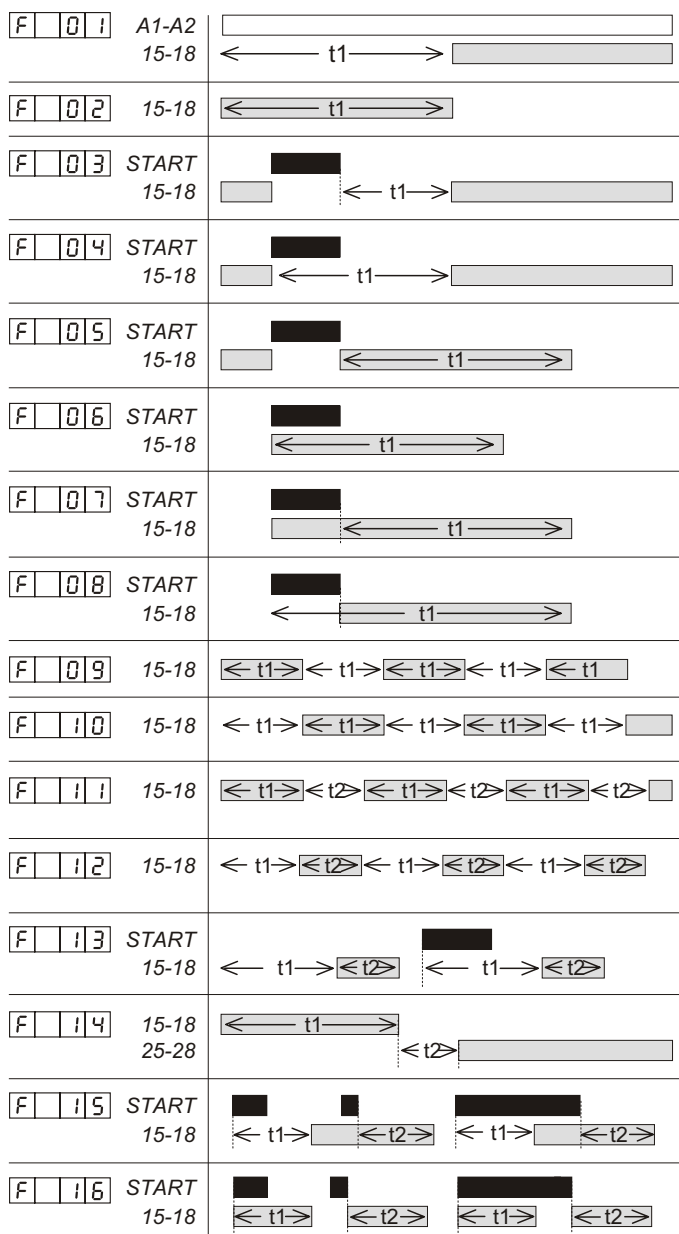 F 01 A1-A2
15-18 t1
F 02 15-18 t1
F 03 START
15-18 t1
F 04 START
15-18 t1
F 05 START
15-18 t1
F 06 START
15-18 t1
F 07 START
15-18 t1
F 08 START
15-18 t1
F 09 15-18 t1 t1 t1 t1 t1
F 10 15-18 t1 t1 t1 t1 t1
F 11 15-18 t1 t2 t1 t2 t1 t2
F 12 15-18 t1 t2 t1 t2 t1 t2
F 13 START
15-18 t1 t2 t1 t2
F 14 15-18 t1
25-28 t2
F 15 START
15-18 t1 t2 t1 t2
F 16 START
15-18 t1 t2 t1 t2